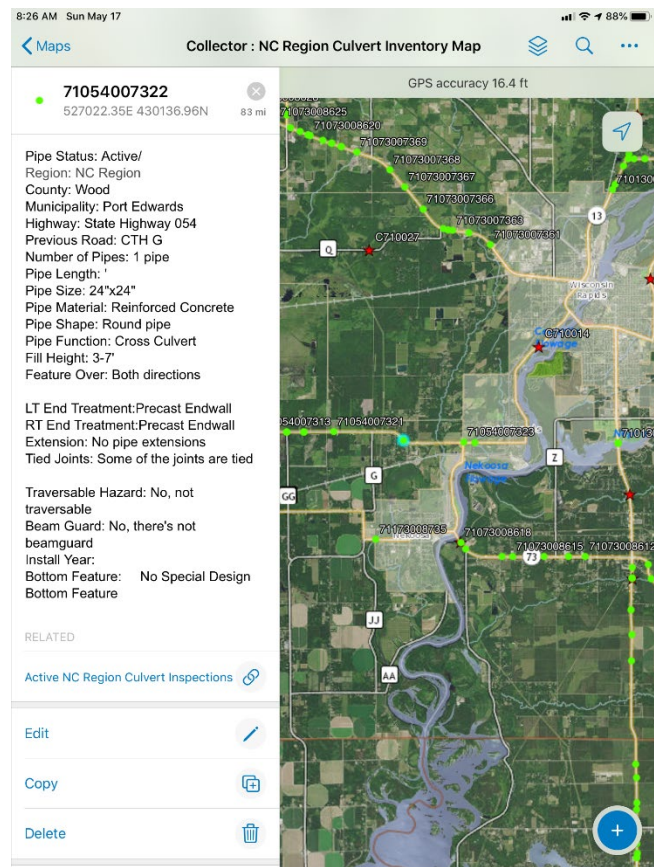 8:26 AM Sun May 17
88%
Maps
Collector : NC Region Culvert Inventory Map
71054007322
527022.35E 430136.96N
83 mi
Pipe Status: Active/
Region: NC Region
County: Wood
Municipality: Port Edwards
Highway: State Highway 054
Previous Road: CTH G
Number of Pipes: 1 pipe
Pipe Length: '
Pipe Size: 24"x24"
Pipe Material: Reinforced Concrete
Pipe Shape: Round pipe
Pipe Function: Cross Culvert
Fill Height: 3-7'
Feature Over: Both directions
LT End Treatment:Precast Endwall
RT End Treatment:Precast Endwall
Extension: No pipe extensions
Tied Joints: Some of the joints are tied
Traversable Hazard: No, not
traversable
Beam Guard: No, there's not
beamguard
Install Year:
Bottom Feature: No Special Design
Bottom Feature
RELATED
Active NC Region Culvert Inspections
Edit
Copy
Delete
GPS accuracy 16.4 ft
71073008625
71073008620
71073007369
71073007368
71073007367
71073007366
71073007363
71073007361
13
Q
C710027
Wisconsin
Rapids
C710014
54007313
71054007321
71054007323
Z
Nekoosa
G
GG
71173008735
Nekoosa
71073008618
71073008615
71073008612
73
JJ
AA